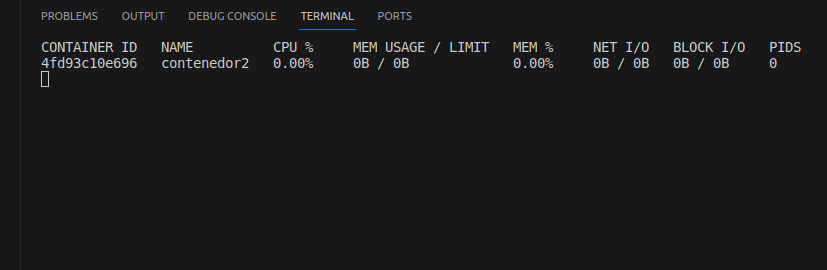 PROBLEMS OUTPUT DEBUG CONSOLE TERMINAL PORTS
CONTAINER ID NAME CPU % MEM USAGE / LIMIT MEM % NET I/O BLOCK I/O PIDS
4fd93c10e696 contenedor2 0.00% 0B / 0B 0.00% 0B / 0B 0B / 0B 0